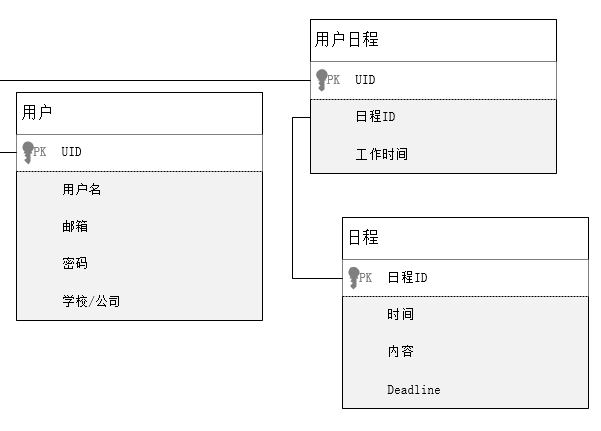 用户日程
PK UID
日程ID
工作时间
用户
PK UID
用户名
邮箱
密码
学校/公司
日程
PK 日程ID
时间
内容
Deadline